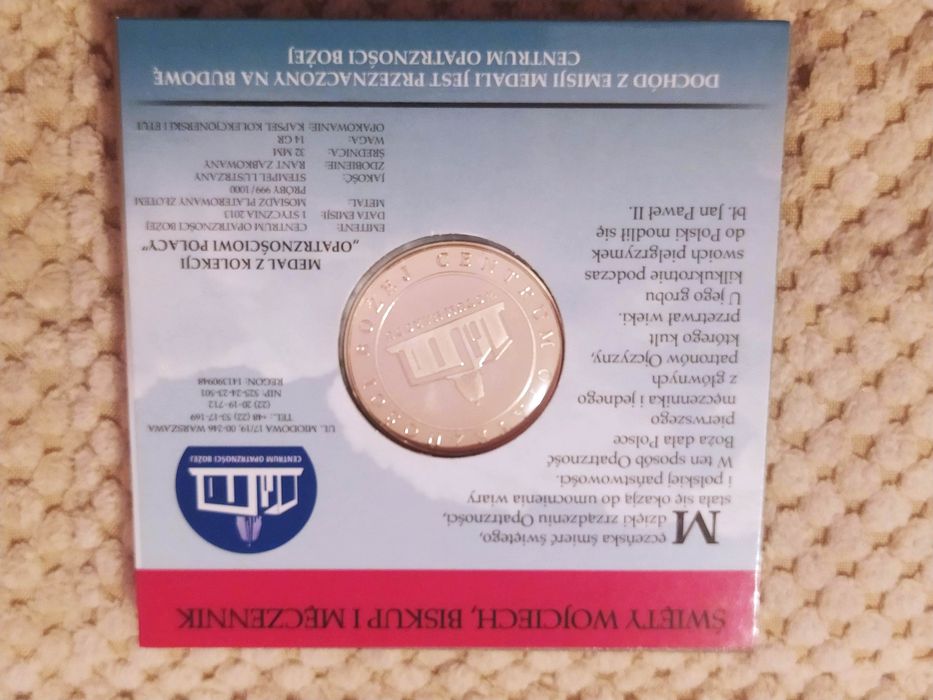 ŚWIĘTY WOJCIECH, BISKUP I MĘCZENNIK
Męczeńska śmierć świętego,
dzięki zrządzeniu Opatrzności,
stała się okazją do umocnienia wiary
i polskiej państwowości.
W ten sposób Opatrzność
Boża dała Polsce
pierwszego
męczennika i jednego
z głównych
patronów Ojczyzny,
którego kult
przetrwał wieki.
U jego grobu
kilkukrotnie podczas
swoich pielgrzymek
do Polski modlił się
bł. Jan Paweł II.
CENTRUM OPATRZNOŚCI BOŻEJ
UL. MIODOWA 17/19, 00-246 WARSZAWA
TEL.: +48 (22) 53-17-169
(22) 20-19-712
NIP: 525-24-23-501
REGON: 141390948
MEDAL Z KOLEKCJI
„OPATRZNOŚCIOWI POLACY”
EMITENT: CENTRUM OPATRZNOŚCI BOŻEJ
DATA EMISJI: 1 STYCZNIA 2013
METAL: MOSIĄDZ PLATEROWANY ZŁOTEM
PRÓBY 999/1000
JAKOŚĆ: STEMPEL LUSTRZANY
ZDOBIENIE: RANT ZĄBKOWANY
ŚREDNICA: 32 MM
WAGA: 14 GR
OPAKOWANIE: KAPSEL KOLEKCJONERSKI I ETUI
DOCHÓD Z EMISJI MEDALI JEST PRZEZNACZONY NA BUDOWĘ
CENTRUM OPATRZNOŚCI BOŻEJ